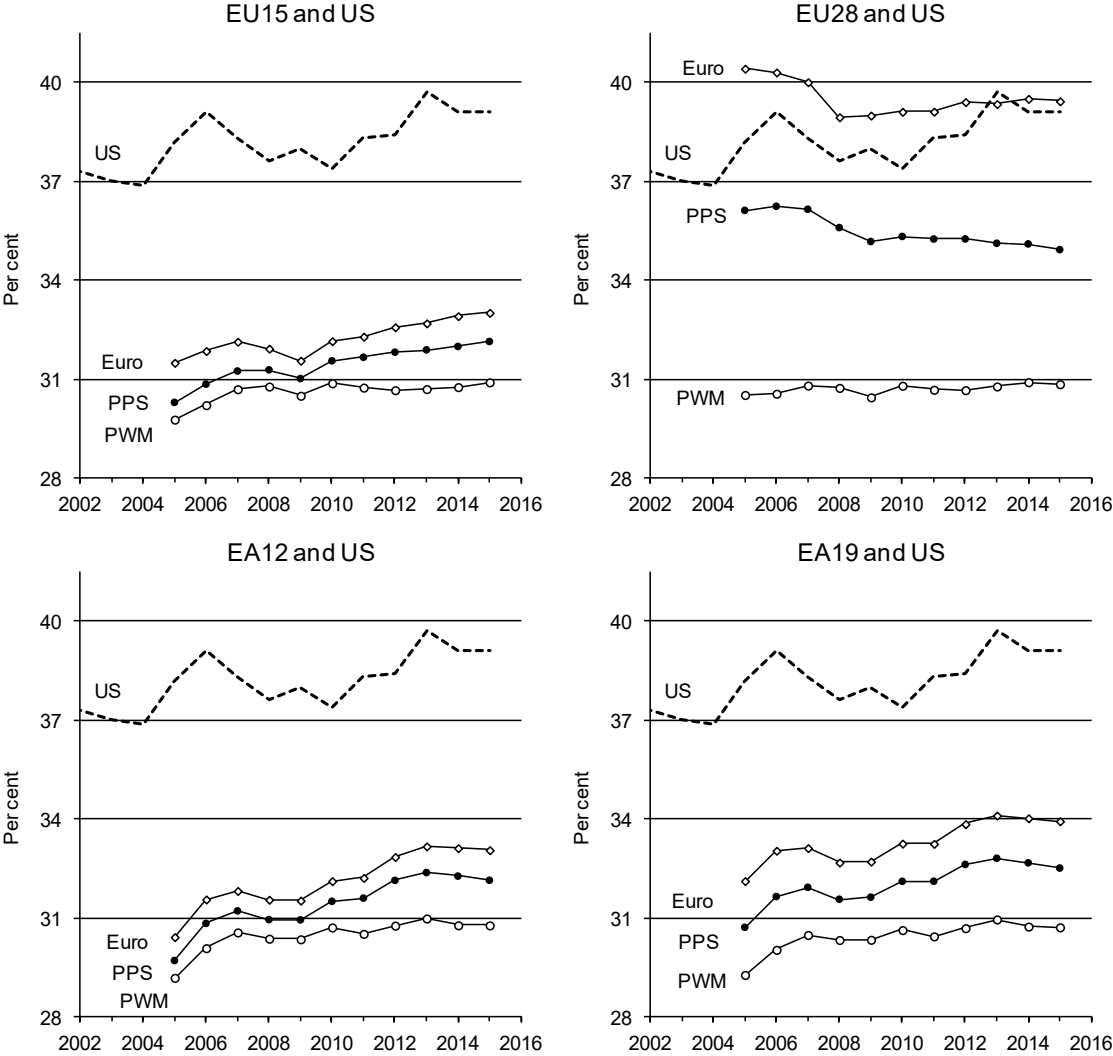 EU15 and US
Per cent
40
37
34
31
28
US
Euro
PPS
PWM
2002 2004 2006 2008 2010 2012 2014 2016
EU28 and US
Per cent
40
37
34
31
28
Euro
US
PPS
PWM
2002 2004 2006 2008 2010 2012 2014 2016
EA12 and US
Per cent
40
37
34
31
28
US
Euro
PPS
PWM
2002 2004 2006 2008 2010 2012 2014 2016
EA19 and US
Per cent
40
37
34
31
28
US
Euro
PPS
PWM
2002 2004 2006 2008 2010 2012 2014 2016